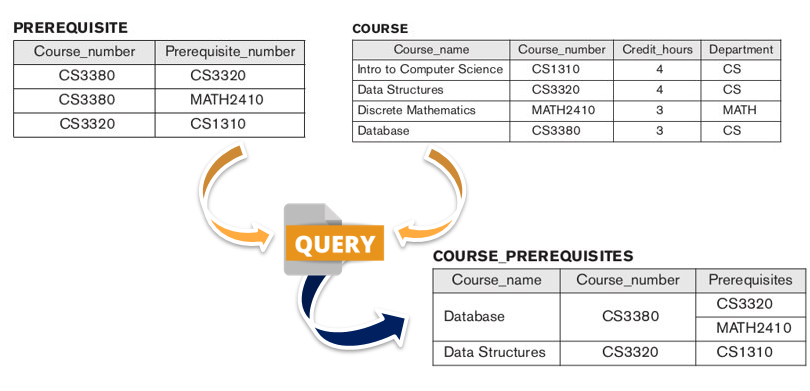 PREREQUISITE
Course_number Prerequisite_number
CS3380 CS3320
CS3380 MATH2410
CS3320 CS1310
COURSE
Course_name Course_number Credit_hours Department
Intro to Computer Science CS1310 4 CS
Data Structures CS3320 4 CS
Discrete Mathematics MATH2410 3 MATH
Database CS3380 3 CS
QUERY
COURSE_PREREQUISITES
Course_name Course_number Prerequisites
Database CS3380 CS3320
MATH2410
Data Structures CS3320 CS1310